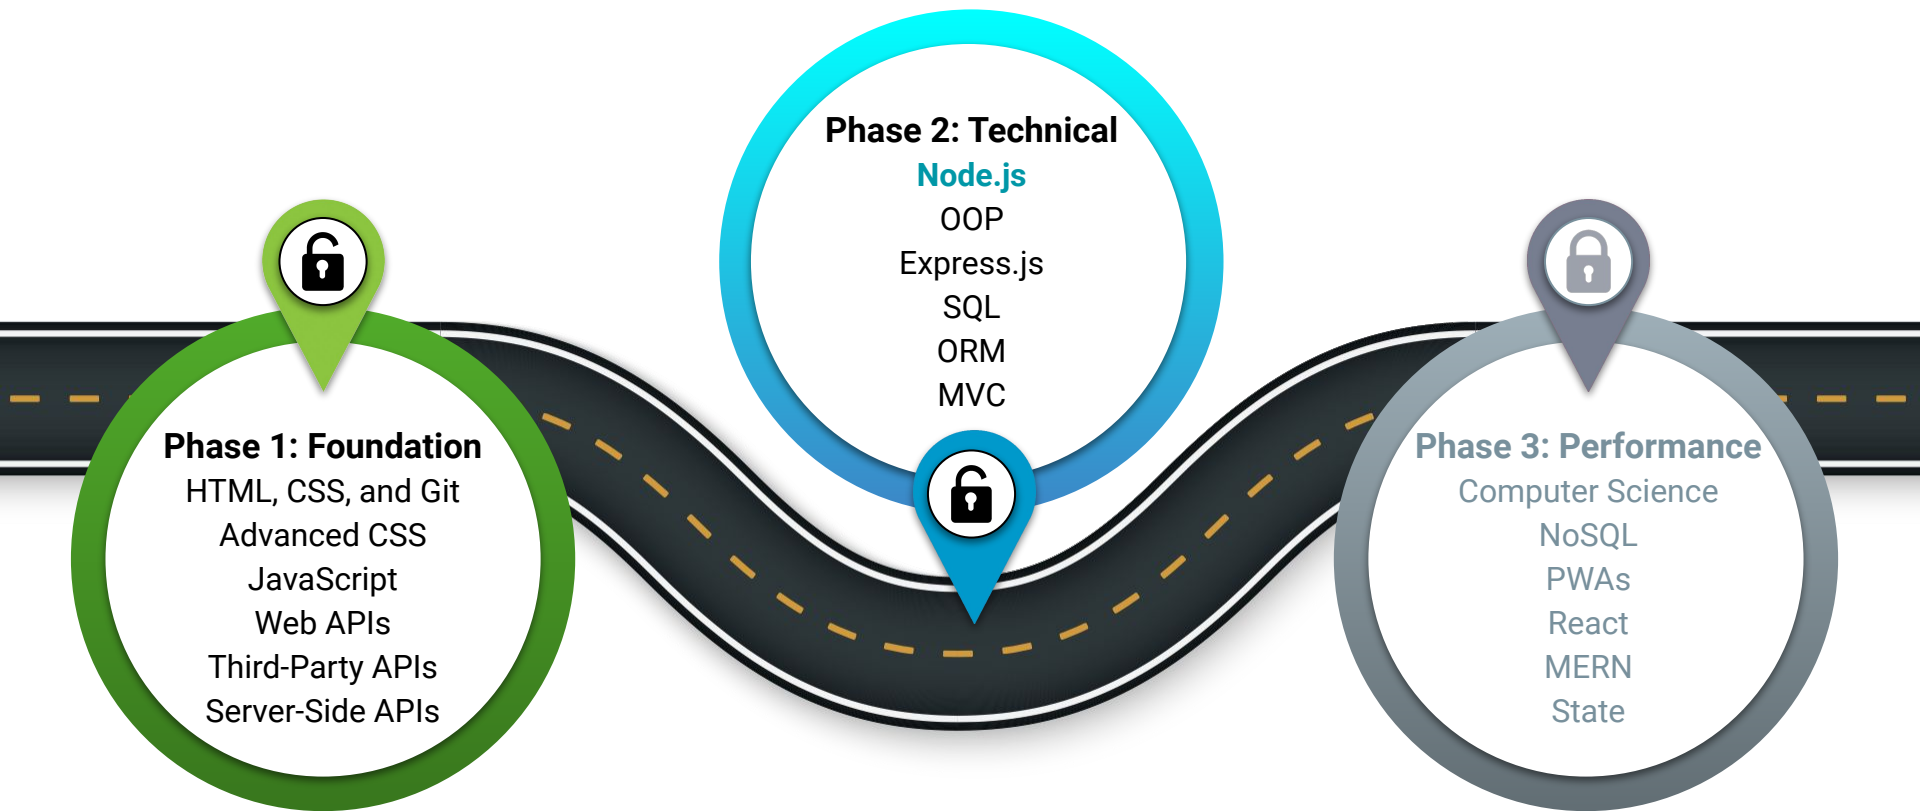 Phase 1: Foundation
HTML, CSS, and Git
Advanced CSS
JavaScript
Web APIs
Third-Party APIs
Server-Side APIs
Phase 2: Technical
Node.js
OOP
Express.js
SQL
ORM
MVC
Phase 3: Performance
Computer Science
NoSQL
PWAs
React
MERN
State